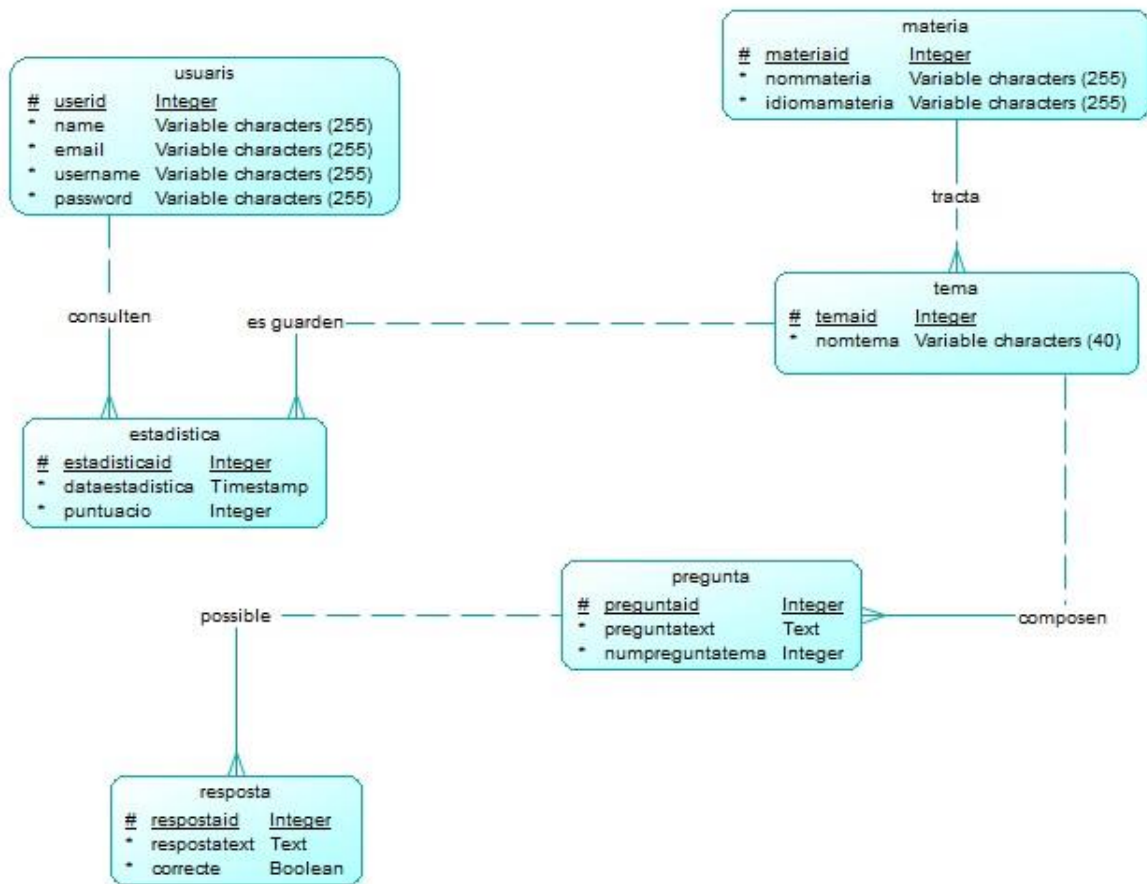 materia
# materiaid Integer
* nommateria Variable characters (255)
* idiomamateria Variable characters (255)
usuaris
# userid Integer
* name Variable characters (255)
* email Variable characters (255)
* username Variable characters (255)
* password Variable characters (255)
tracta
consulten
es guarden
tema
# temaid Integer
* nomtema Variable characters (40)
estadistica
# estadisticaid Integer
* dataestadistica Timestamp
* puntuacio Integer
pregunta
# preguntaid Integer
* preguntatext Text
* numpreguntatema Integer
possible
composen
resposta
# respostaid Integer
* respostatext Text
* correcte Boolean